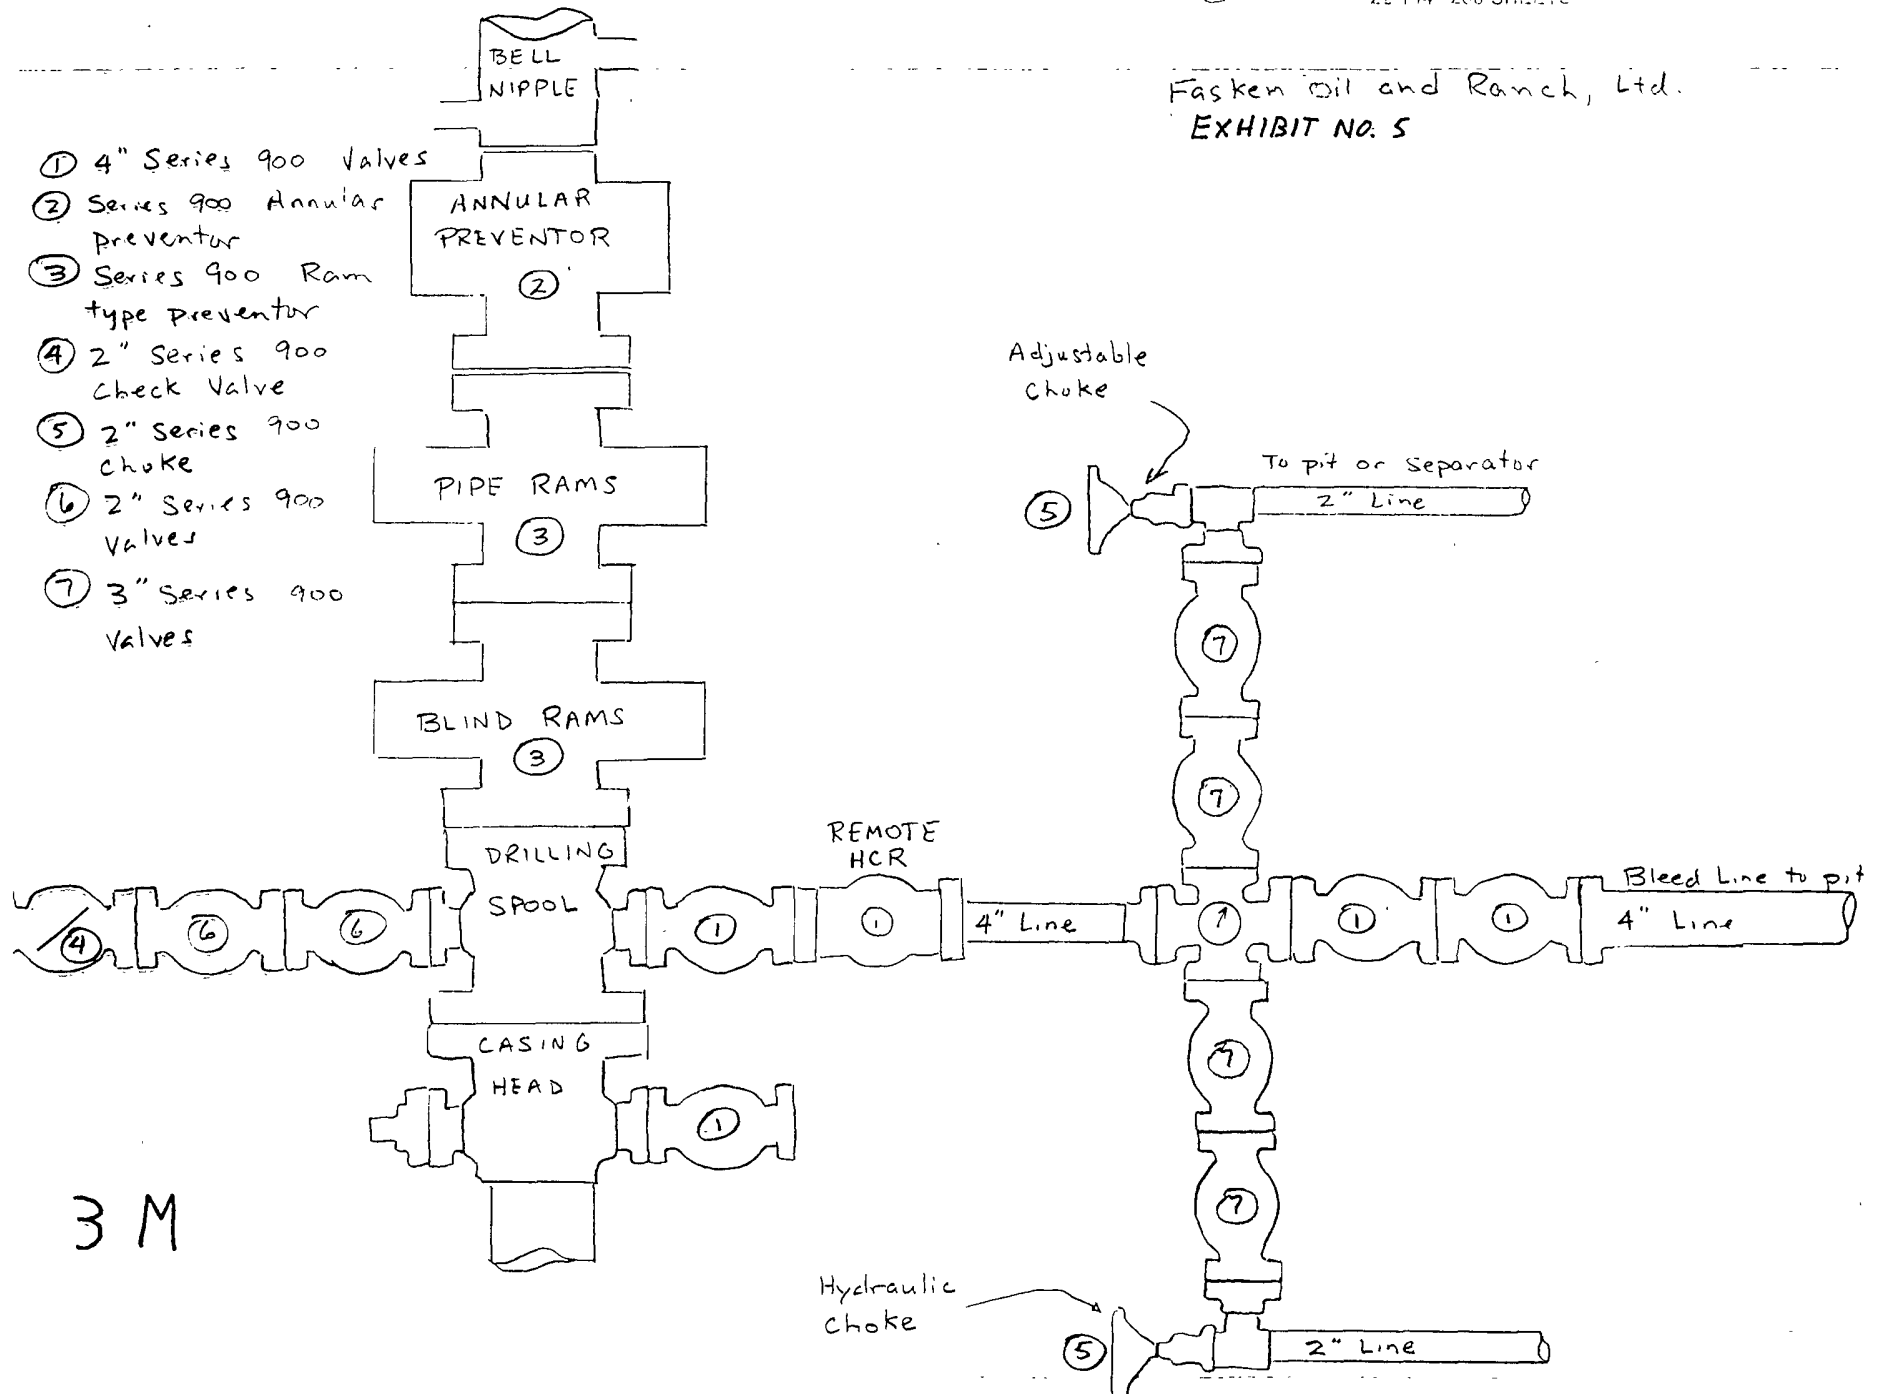 Fasken Oil and Ranch, Ltd.
EXHIBIT NO. 5
① 4" Series 900 Valves
② Series 900 Annular
preventor
③ Series 900 Ram
type preventor
④ 2" Series 900
Check Valve
⑤ 2" Series 900
Choke
⑥ 2" Series 900
Valves
⑦ 3" Series 900
Valves
BELL
NIPPLE
ANNULAR
PREVENTOR
②
PIPE RAMS
③
BLIND RAMS
③
DRILLING
SPOOL
④ ⑥ ⑥
①
REMOTE
HCR
①
4" Line
① ①
Bleed Line to pit
4" Line
CASING
HEAD
①
Adjustable
Choke
⑤
To pit or Separator
2" Line
⑦
⑦
⑦
⑦
Hydraulic
Choke
⑤
2" Line
3 M